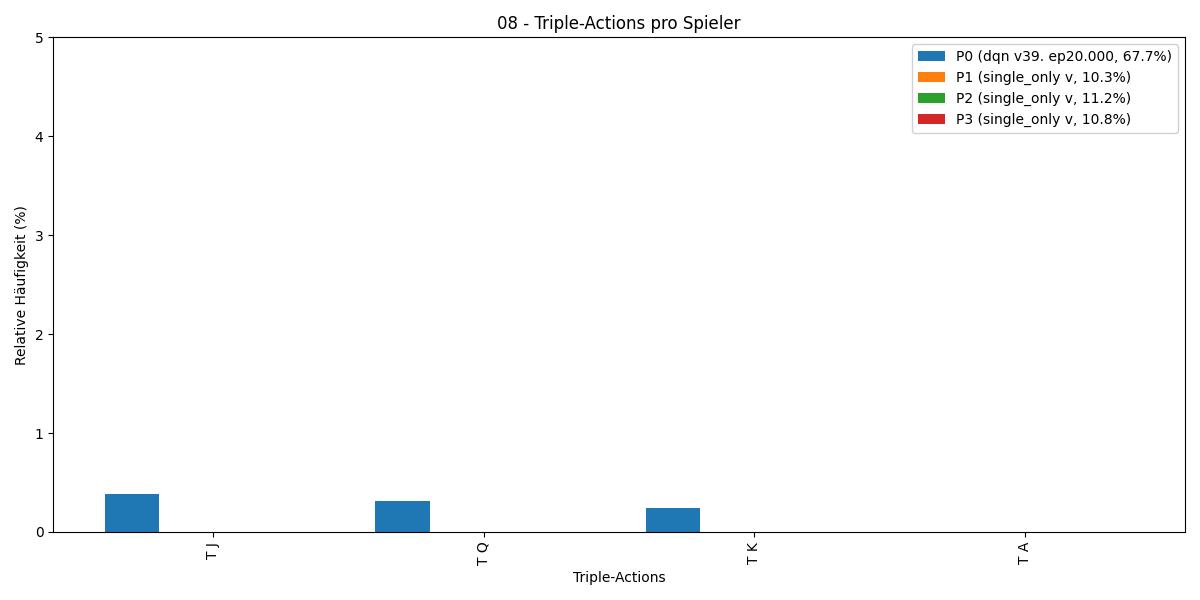 08 - Triple-Actions pro Spieler
P0 (dqn v39. ep20.000, 67.7%)
P1 (single_only v, 10.3%)
P2 (single_only v, 11.2%)
P3 (single_only v, 10.8%)
Relative Häufigkeit (%)
5
4
3
2
1
0
T J
T Q
T K
T A
Triple-Actions